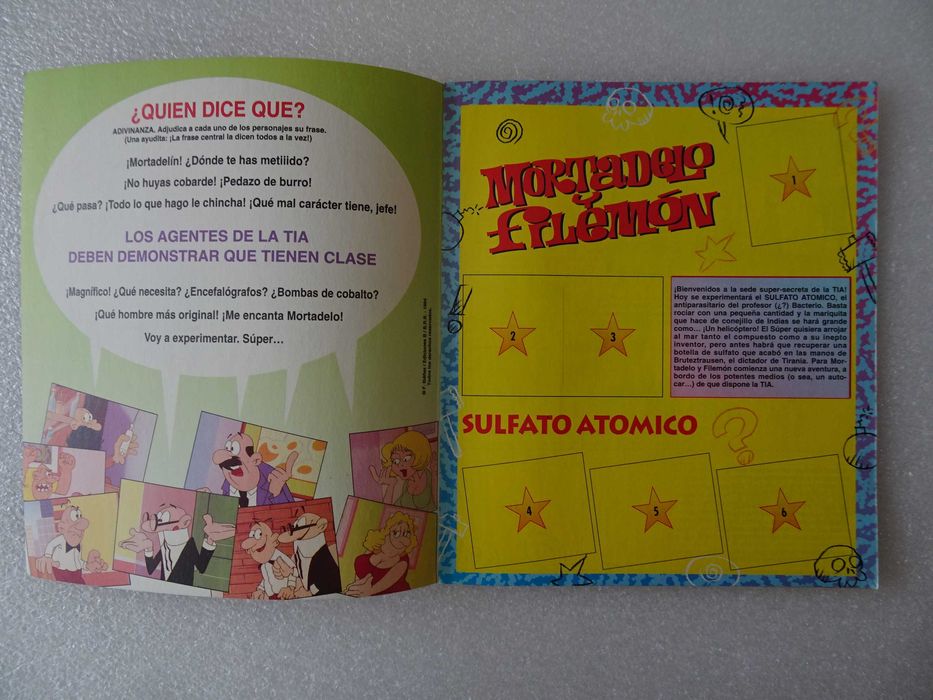 ¿QUIEN DICE QUE?
ADIVINANZA. Adjudica a cada uno de los personajes su frase.
(Una ayudita: ¡La frase central la dicen todos a la vez!)
¡Mortadelín! ¿Dónde te has metiiido?
¡No huyas cobarde! ¡Pedazo de burro!
¿Qué pasa? ¡Todo lo que hago le chincha! ¡Qué mal carácter tiene, jefe!
LOS AGENTES DE LA TIA
DEBEN DEMONSTRAR QUE TIENEN CLASE
¡Magnífico! ¿Qué necesita? ¿Encefalógrafos? ¿Bombas de cobalto?
¡Qué hombre más original! ¡Me encanta Mortadelo!
Voy a experimentar. Súper...
Todos los derechos reservados.
MORTADELO
Y
FILEMÓN
1
2
3
¡Bienvenidos a la sede super-secreta de la TIA!
Hoy se experimentará el SULFATO ATOMICO, el
antiparasitario del profesor (¿?) Bacterio. Basta
rociar con una pequeña cantidad y la mariquita
que hace de conejillo de Indias se hará grande
como... ¡Un helicóptero! El Súper quisiera arrojar
al mar tanto el compuesto como a su inepto
inventor, pero antes habrá que recuperar una
botella de sulfato que acabó en las manos de
Bruteztrausen, el dictador de Tirania. Para Mor-
tadelo y Filemón comienza una nueva aventura, a
bordo de los potentes medios (o sea, un auto-
car...) de que dispone la TIA.
SULFATO ATOMICO
4
5
6